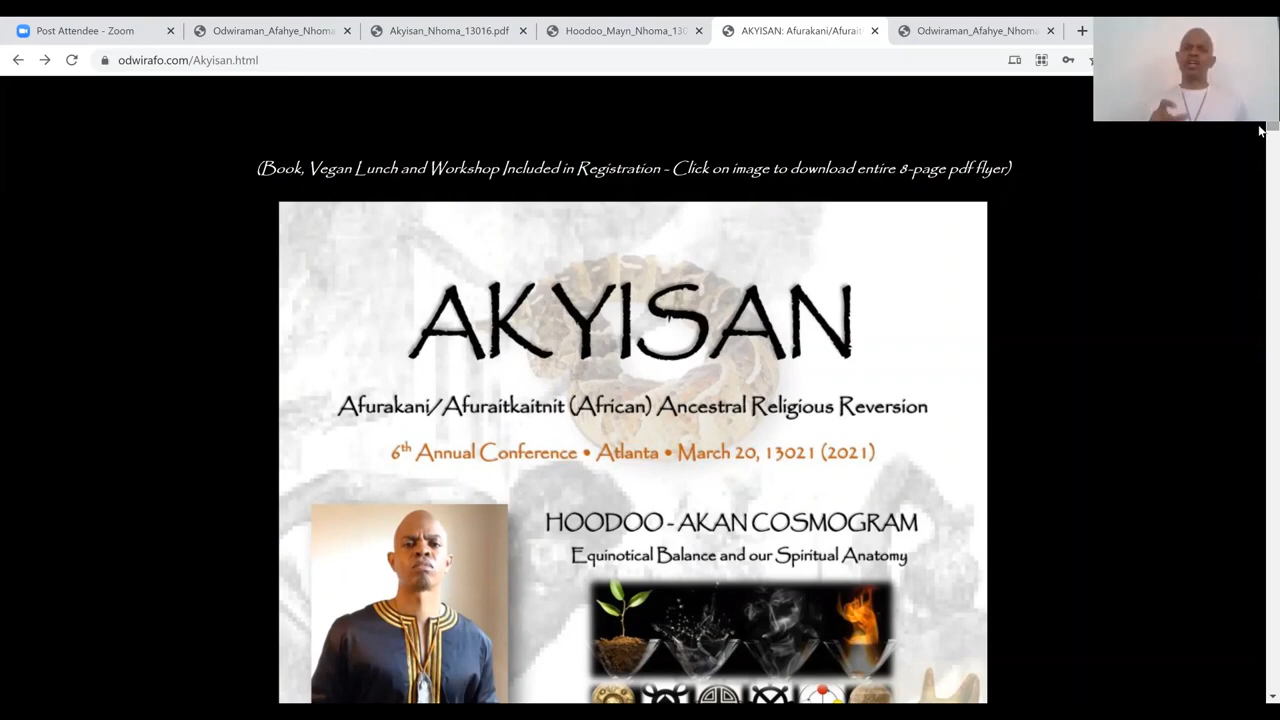 Post Attendee - Zoom
Odwiraman_Afahye_Nhoma
Akyisan_Nhoma_13016.pdf
Hoodoo_Mayn_Nhoma_130
AKYISAN: Afurakani/Afurait
Odwiraman_Afahye_Nhoma
odwirafo.com/Akyisan.html
(Book, Vegan Lunch and Workshop Included in Registration - Click on image to download entire 8-page pdf flyer)
AKYISAN
Afurakani/Afuraitkaitnit (African) Ancestral Religious Reversion
6th Annual Conference • Atlanta • March 20, 13021 (2021)
HOODOO - AKAN COSMOGRAM
Equinotical Balance and our Spiritual Anatomy